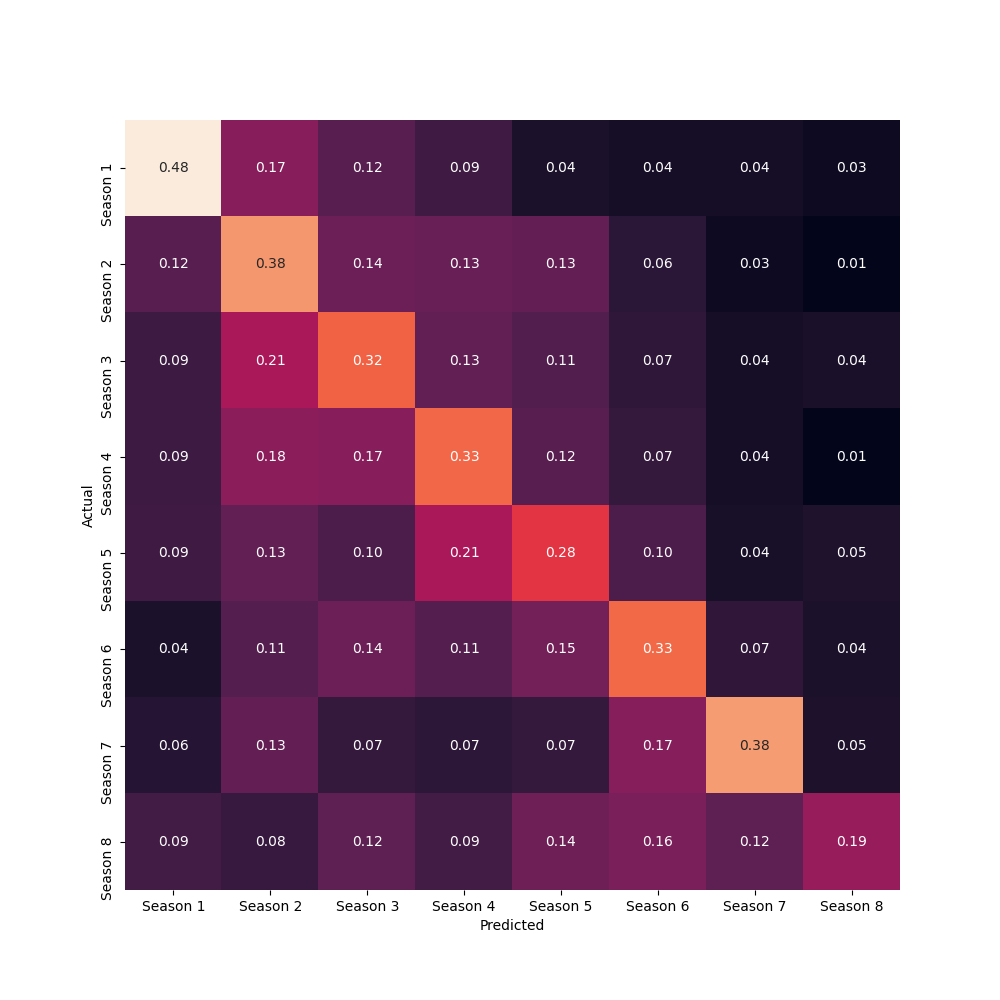 Actual
Season 1 0.48 0.17 0.12 0.09 0.04 0.04 0.04 0.03
Season 2 0.12 0.38 0.14 0.13 0.13 0.06 0.03 0.01
Season 3 0.09 0.21 0.32 0.13 0.11 0.07 0.04 0.04
Season 4 0.09 0.18 0.17 0.33 0.12 0.07 0.04 0.01
Season 5 0.09 0.13 0.10 0.21 0.28 0.10 0.04 0.05
Season 6 0.04 0.11 0.14 0.11 0.15 0.33 0.07 0.04
Season 7 0.06 0.13 0.07 0.07 0.07 0.17 0.38 0.05
Season 8 0.09 0.08 0.12 0.09 0.14 0.16 0.12 0.19
Season 1 Season 2 Season 3 Season 4 Season 5 Season 6 Season 7 Season 8
Predicted